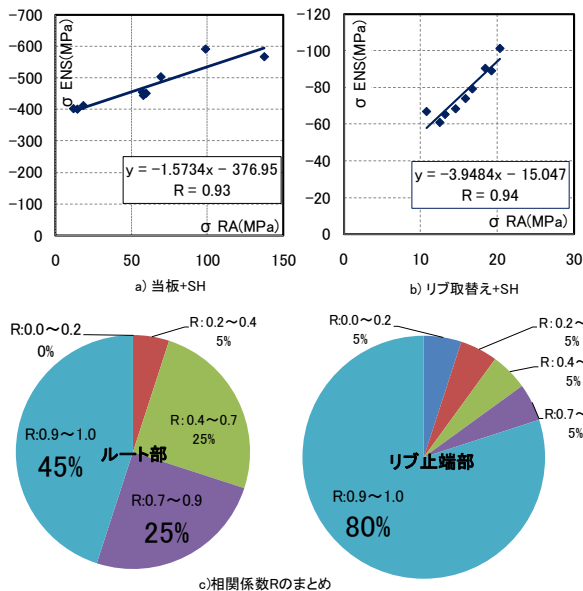 -700
-600
-500
-400
-300
-200
-100
0
σ ENS(MPa)
y = -1.5734x - 376.95
R = 0.93
σ RA(MPa)
0 50 100 150
a) 当板+SH
-120
-100
-80
-60
-40
-20
0
σ ENS(MPa)
y = -3.9484x - 15.047
R = 0.94
σ RA(MPa)
0 10 20 30
b) リブ取替え+SH
R:0.0~0.2
0%
R:0.2~0.4
5%
R:0.4~0.7
25%
R:0.7~0.9
25%
R:0.9~1.0
45%
ルート部
R:0.0~0.2
5%
R:0.2~
5%
R:0.4~
5%
R:0.7~
5%
R:0.9~1.0
80%
リブ止端部
c)相関係数Rのまとめ